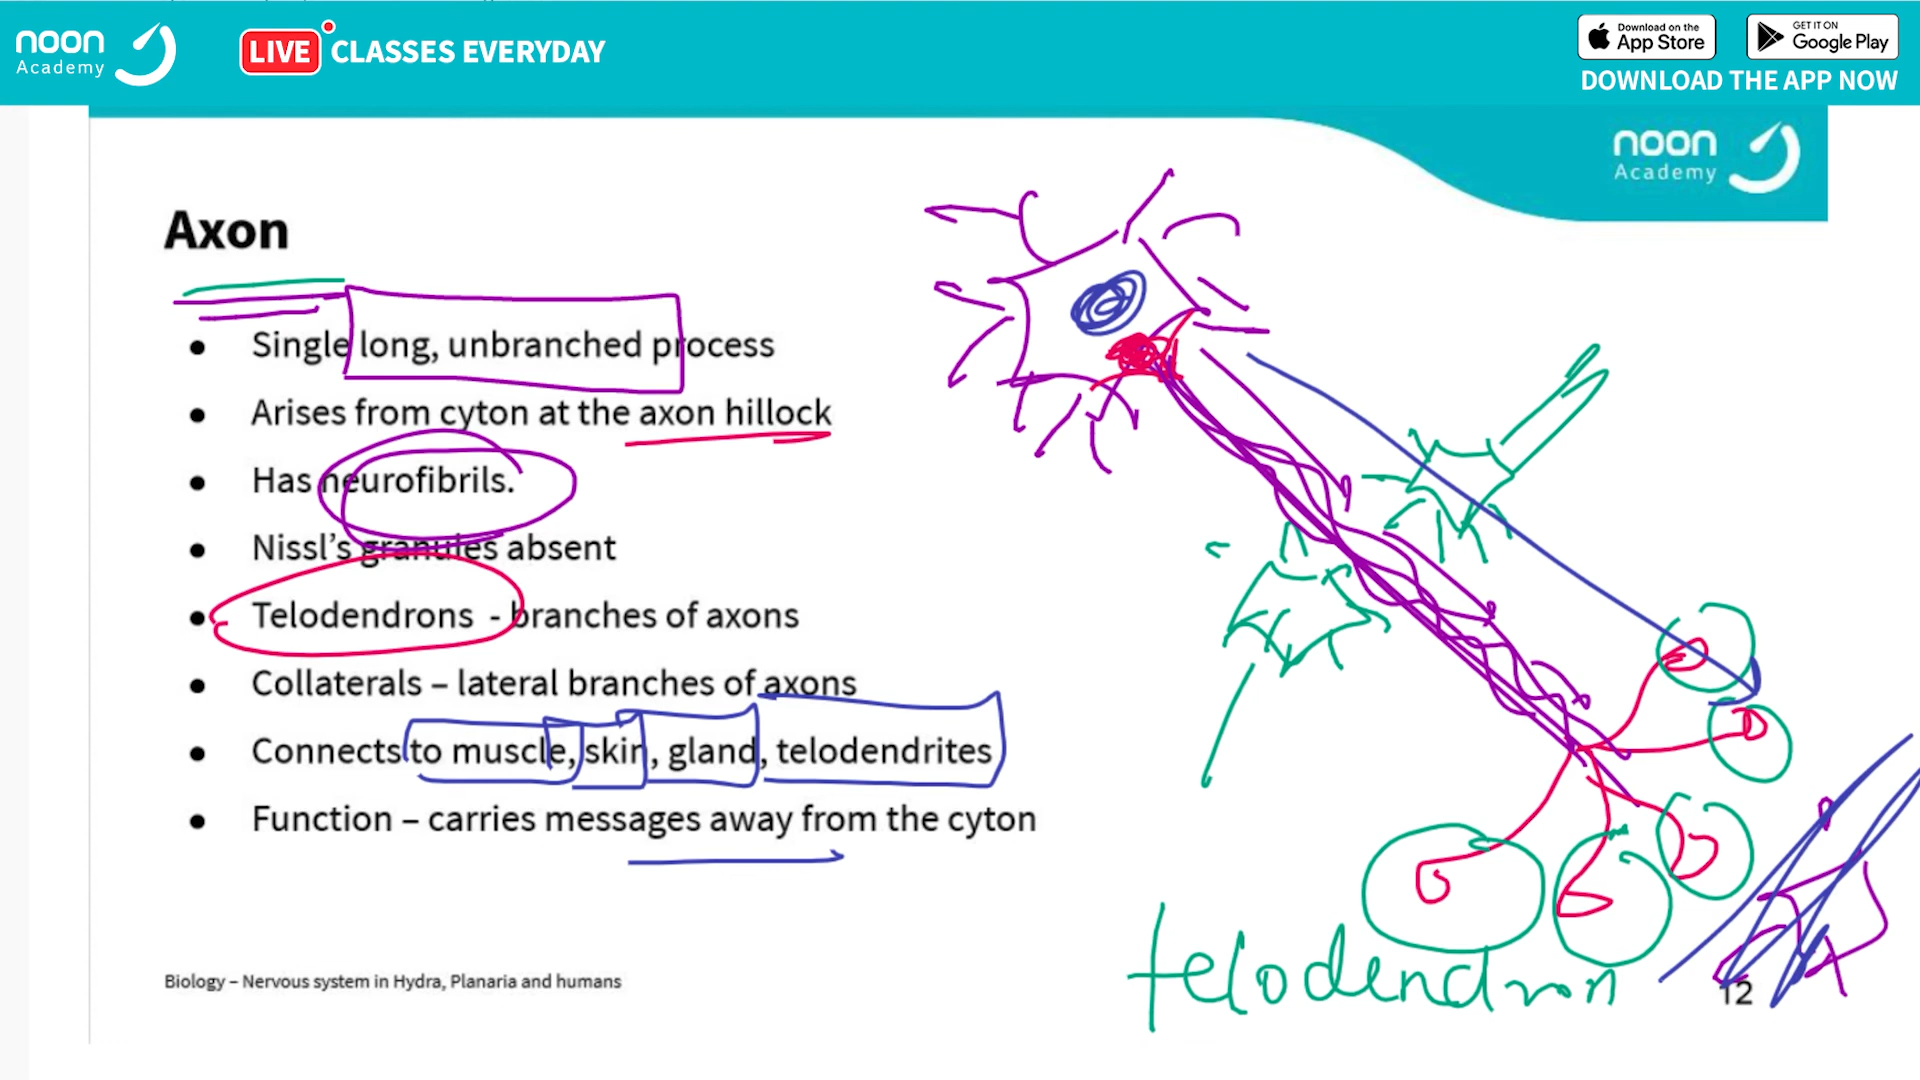 noon
Academy
LIVE CLASSES EVERYDAY
Download on the
App Store
GET IT ON
Google Play
DOWNLOAD THE APP NOW
noon
Academy
Axon
Single long, unbranched process
Arises from cyton at the axon hillock
Has neurofibrils.
Nissl’s granules absent
Telodendrons - branches of axons
Collaterals – lateral branches of axons
Connects to muscle, skin, gland, telodendrites
Function – carries messages away from the cyton
telodendron
Biology – Nervous system in Hydra, Planaria and humans
12